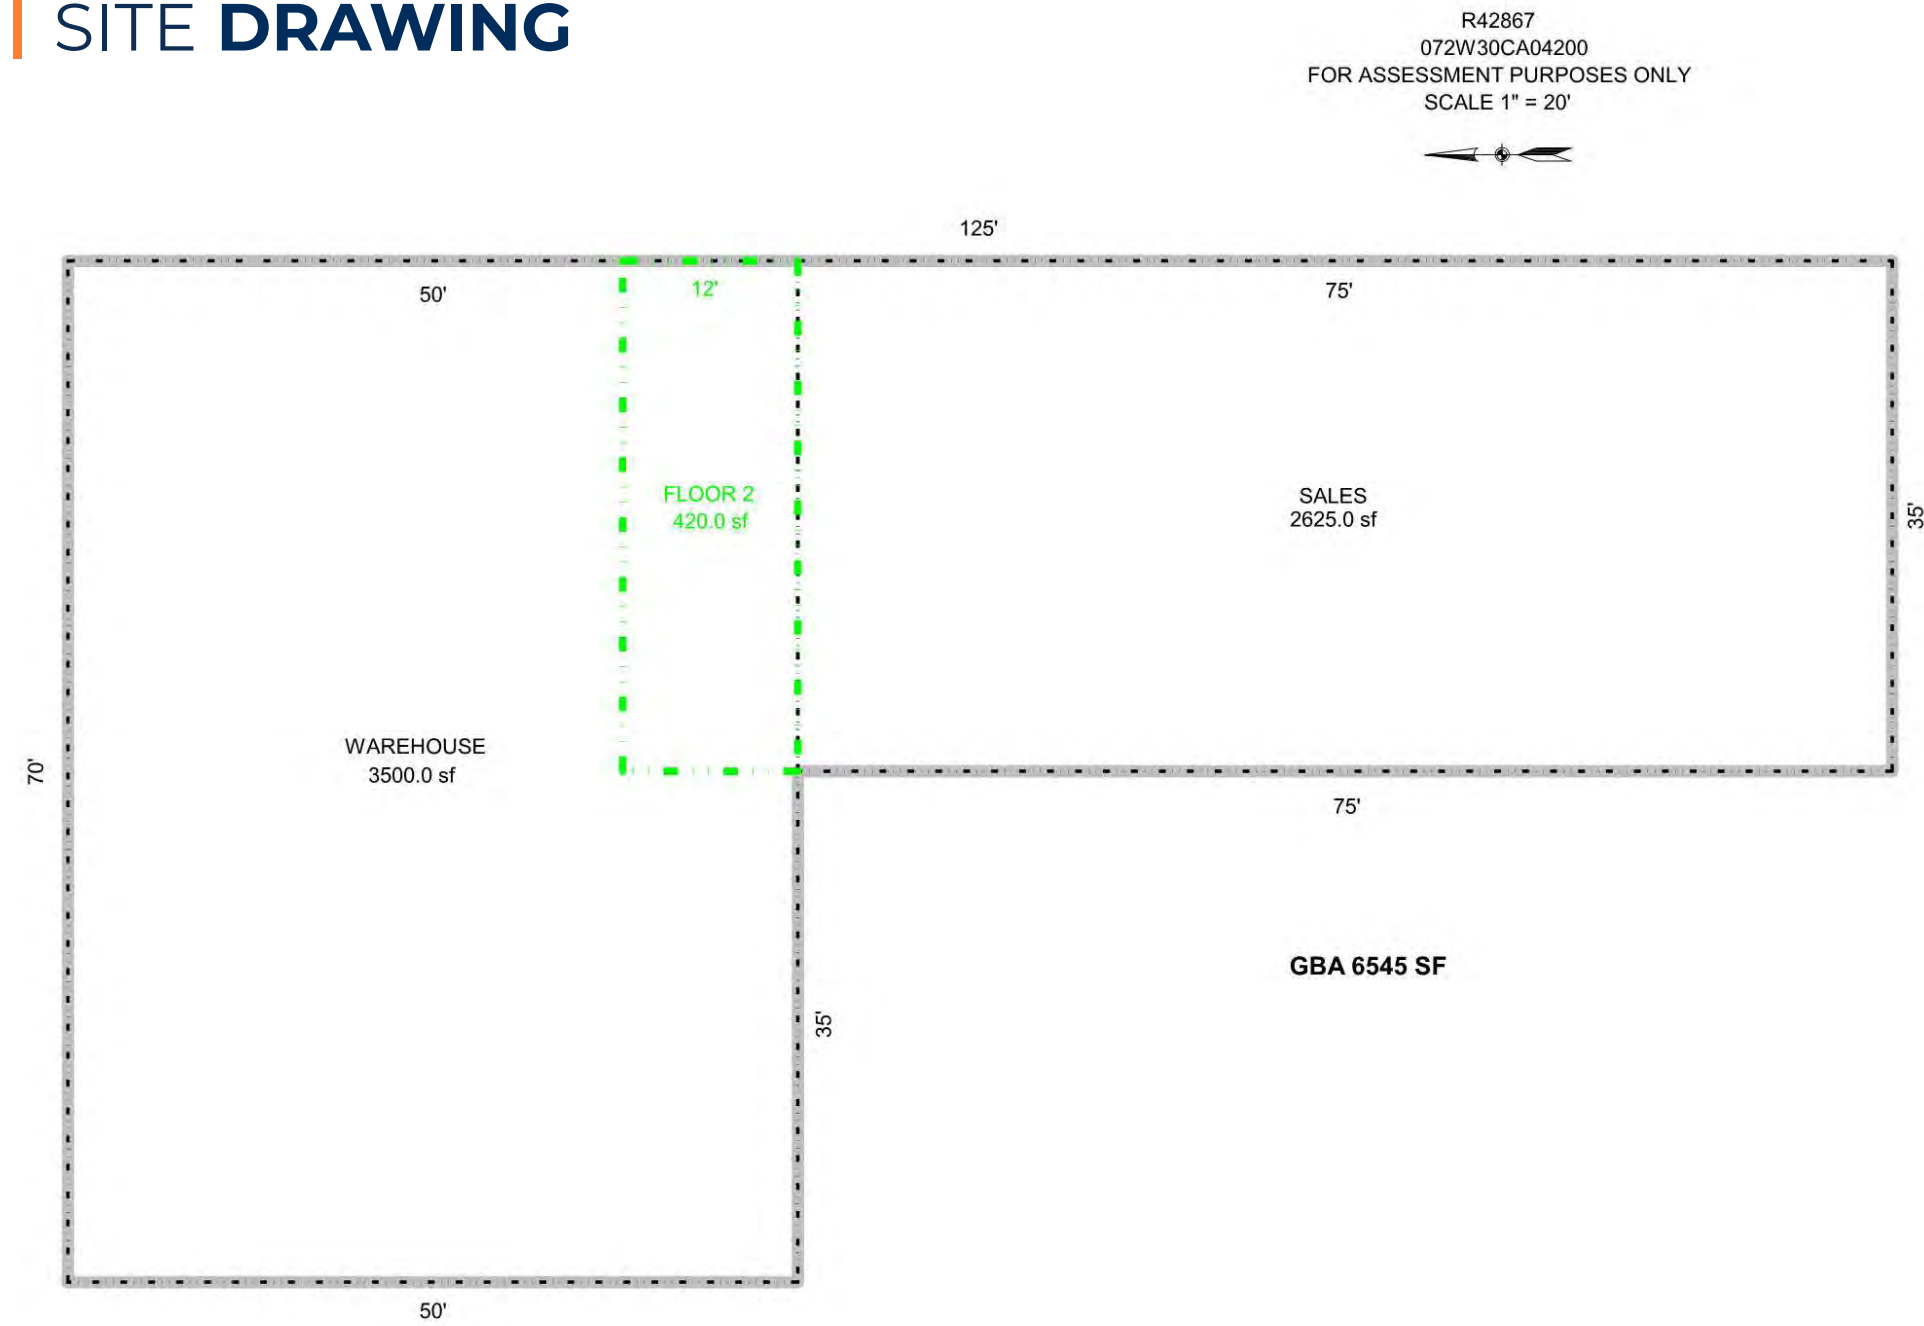 SITE DRAWING
R42867
072W30CA04200
FOR ASSESSMENT PURPOSES ONLY
SCALE 1" = 20'
125'
50'
12'
75'
FLOOR 2
420.0 sf
SALES
2625.0 sf
35'
WAREHOUSE
3500.0 sf
70'
75'
GBA 6545 SF
35'
50'